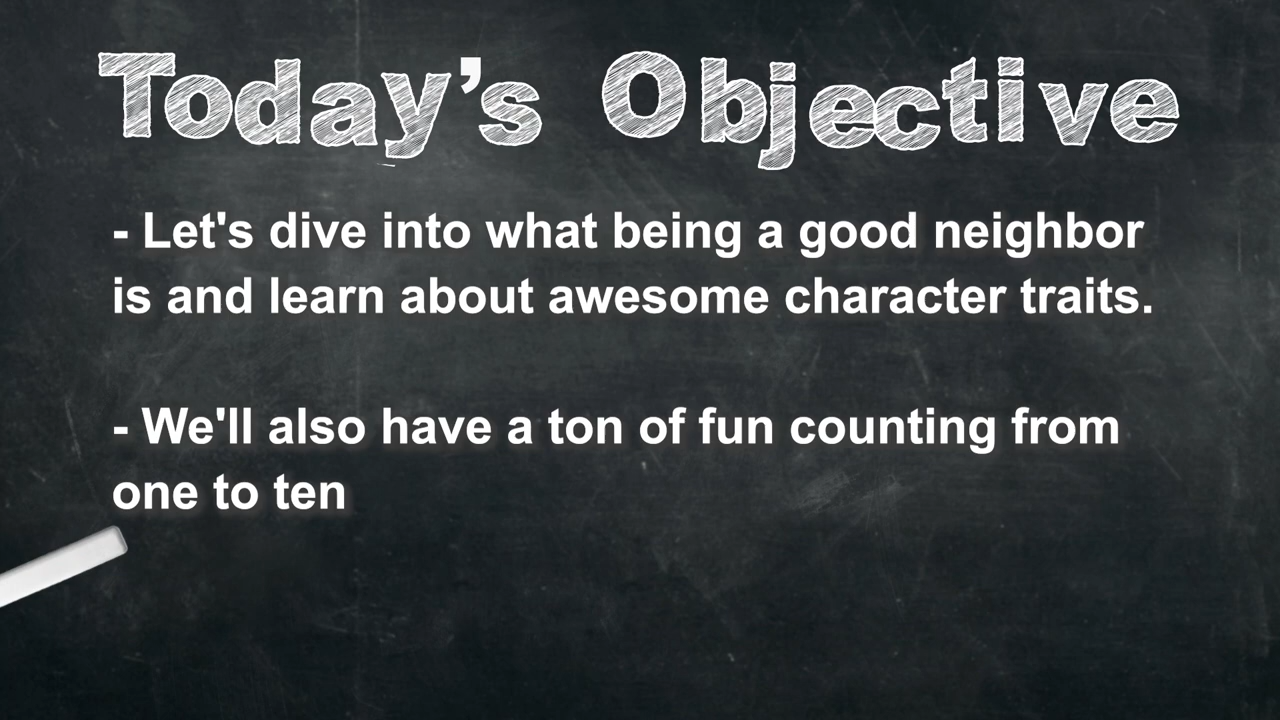 Today’s Objective
- Let's dive into what being a good neighbor
is and learn about awesome character traits.
- We'll also have a ton of fun counting from
one to ten